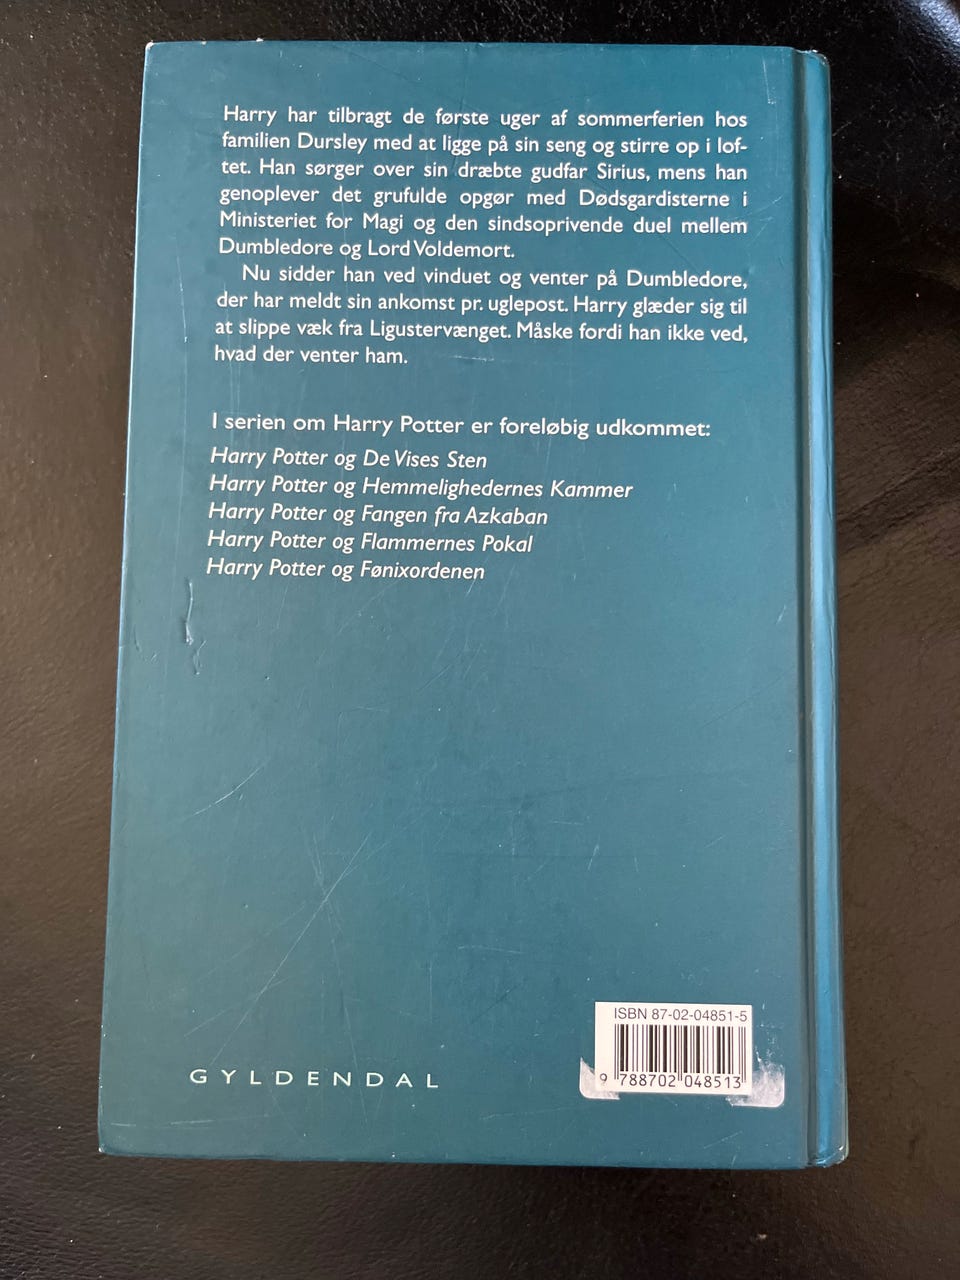 Harry har tilbragt de første uger af sommerferien hos
familien Dursley med at ligge på sin seng og stirre op i lof-
tet. Han sørger over sin dræbte gudfar Sirius, mens han
genoplever det grufulde opgør med Dødsgardisterne i
Ministeriet for Magi og den sindsoprivende duel mellem
Dumbledore og Lord Voldemort.
Nu sidder han ved vinduet og venter på Dumbledore,
der har meldt sin ankomst pr. uglepost. Harry glæder sig til
at slippe væk fra Ligustervænget. Måske fordi han ikke ved,
hvad der venter ham.
I serien om Harry Potter er foreløbig udkommet:
Harry Potter og De Vises Sten
Harry Potter og Hemmelighedernes Kammer
Harry Potter og Fangen fra Azkaban
Harry Potter og Flammernes Pokal
Harry Potter og Fønixordenen
ISBN 87-02-04851-5
9 788702 048513
GYLDENDAL